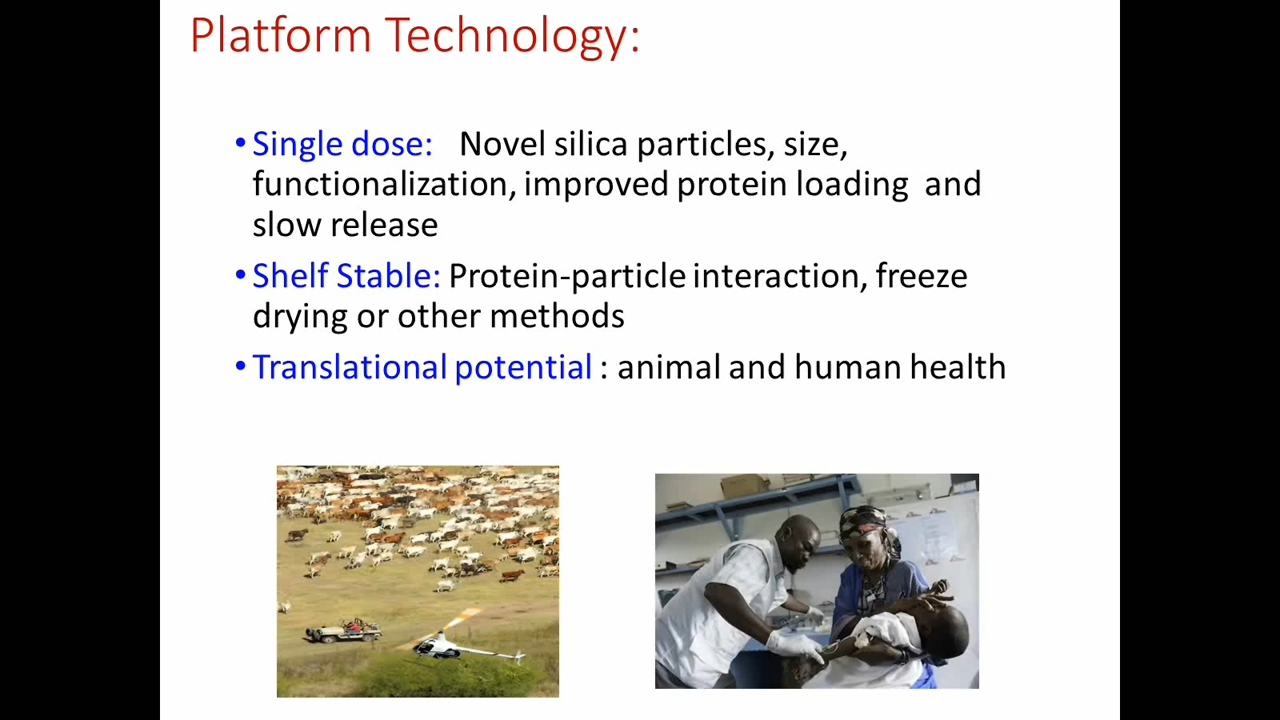 Platform Technology:
• Single dose: Novel silica particles, size,
functionalization, improved protein loading and
slow release
• Shelf Stable: Protein-particle interaction, freeze
drying or other methods
• Translational potential : animal and human health